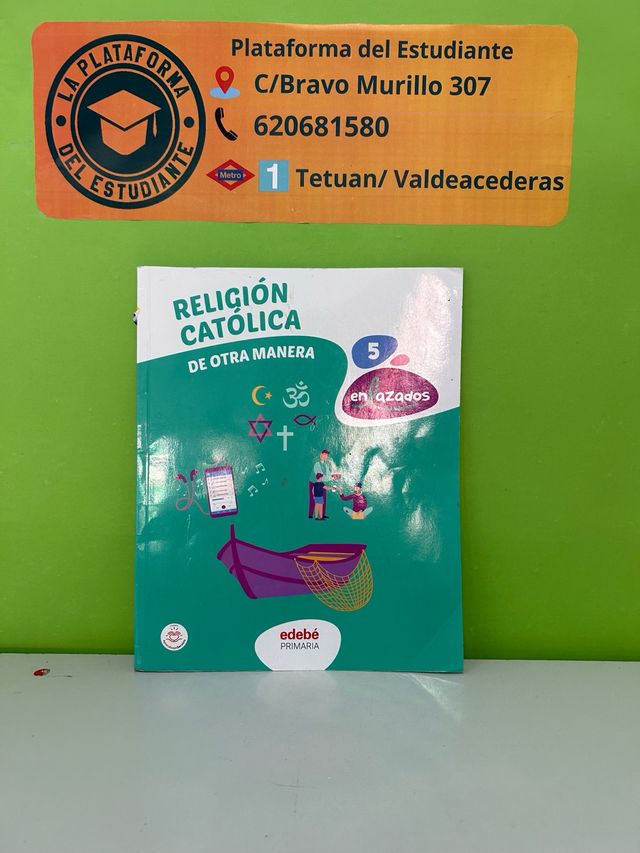 LA PLATAFORMA
DEL ESTUDIANTE
Plataforma del Estudiante
C/Bravo Murillo 307
620681580
Metro
1
Tetuan/ Valdeacederas
RELIGIÓN
CATÓLICA
DE OTRA MANERA
5
enlazados
edebé
PRIMARIA